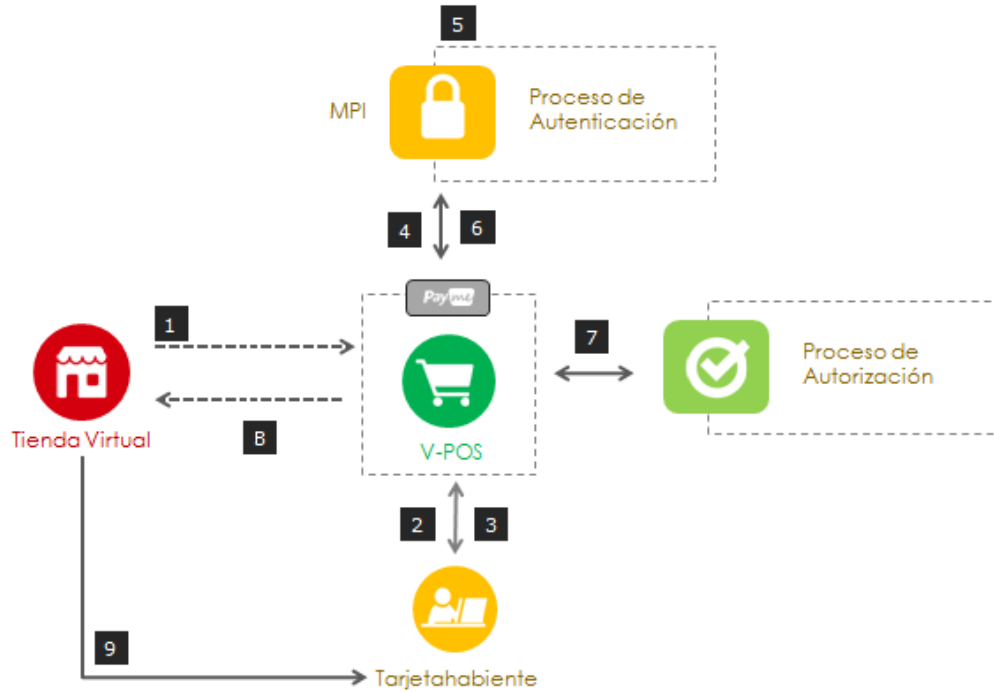 5
MPI
Proceso de
Autenticación
4
6
Payme
1
7
Proceso de
Autorización
B
Tienda Virtual
V-POS
2
3
9
Tarjetahabiente